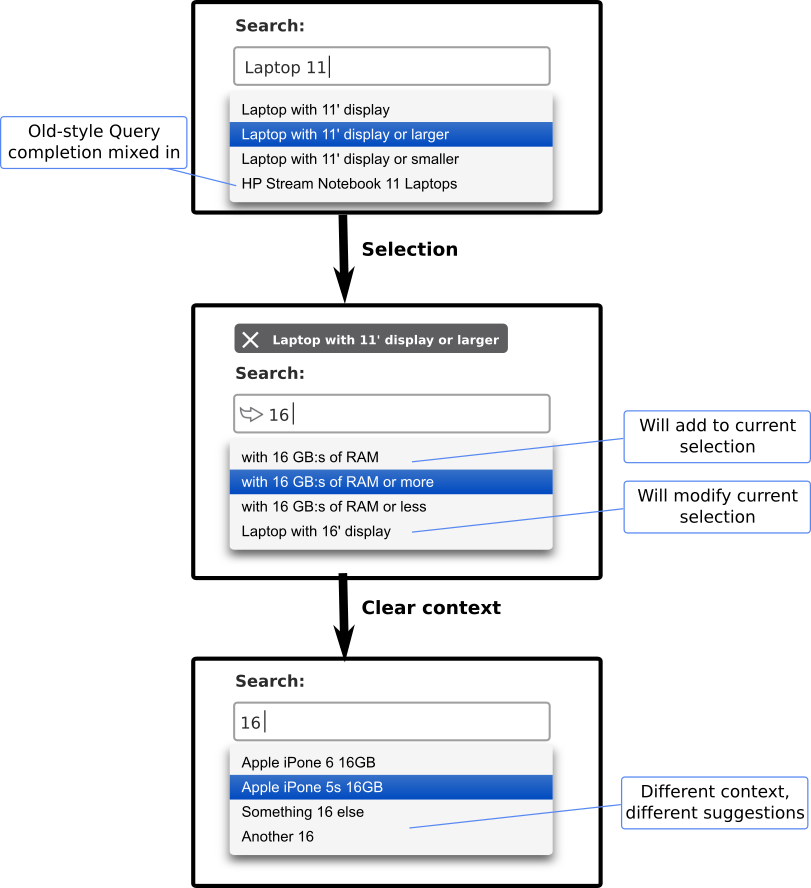 Search:
Laptop 11
Laptop with 11' display
Laptop with 11' display or larger
Laptop with 11' display or smaller
HP Stream Notebook 11 Laptops
Old-style Query
completion mixed in
Selection
Laptop with 11' display or larger
Search:
16
with 16 GB:s of RAM
with 16 GB:s of RAM or more
with 16 GB:s of RAM or less
Laptop with 16' display
Will add to current
selection
Will modify current
selection
Clear context
Search:
16
Apple iPone 6 16GB
Apple iPone 5s 16GB
Something 16 else
Another 16
Different context,
different suggestions